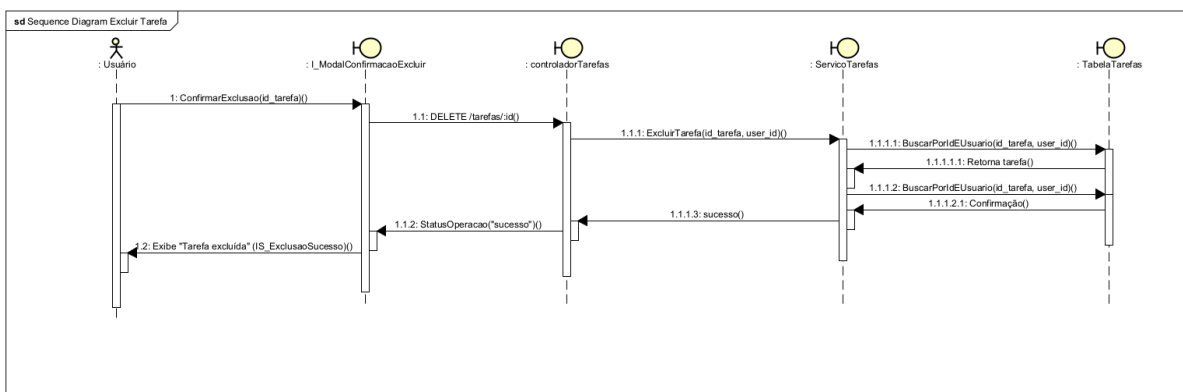 sd Sequence Diagram Excluir Tarefa
: Usuário
: I_ModalConfirmacaoExcluir
: controladorTarefas
: ServicoTarefas
: TabelaTarefas
1: ConfirmarExclusao(id_tarefa)()
1.1: DELETE /tarefas/:id()
1.1.1: ExcluirTarefa(id_tarefa, user_id)()
1.1.1.1: BuscarPorIdEUsuario(id_tarefa, user_id)()
1.1.1.1.1: Retorna tarefa()
1.1.1.2: BuscarPorIdEUsuario(id_tarefa, user_id)()
1.1.1.2.1: Confirmação()
1.1.1.3: sucesso()
1.1.2: StatusOperacao("sucesso")()
1.2: Exibe "Tarefa excluída" (IS_ExclusaoSucesso)()